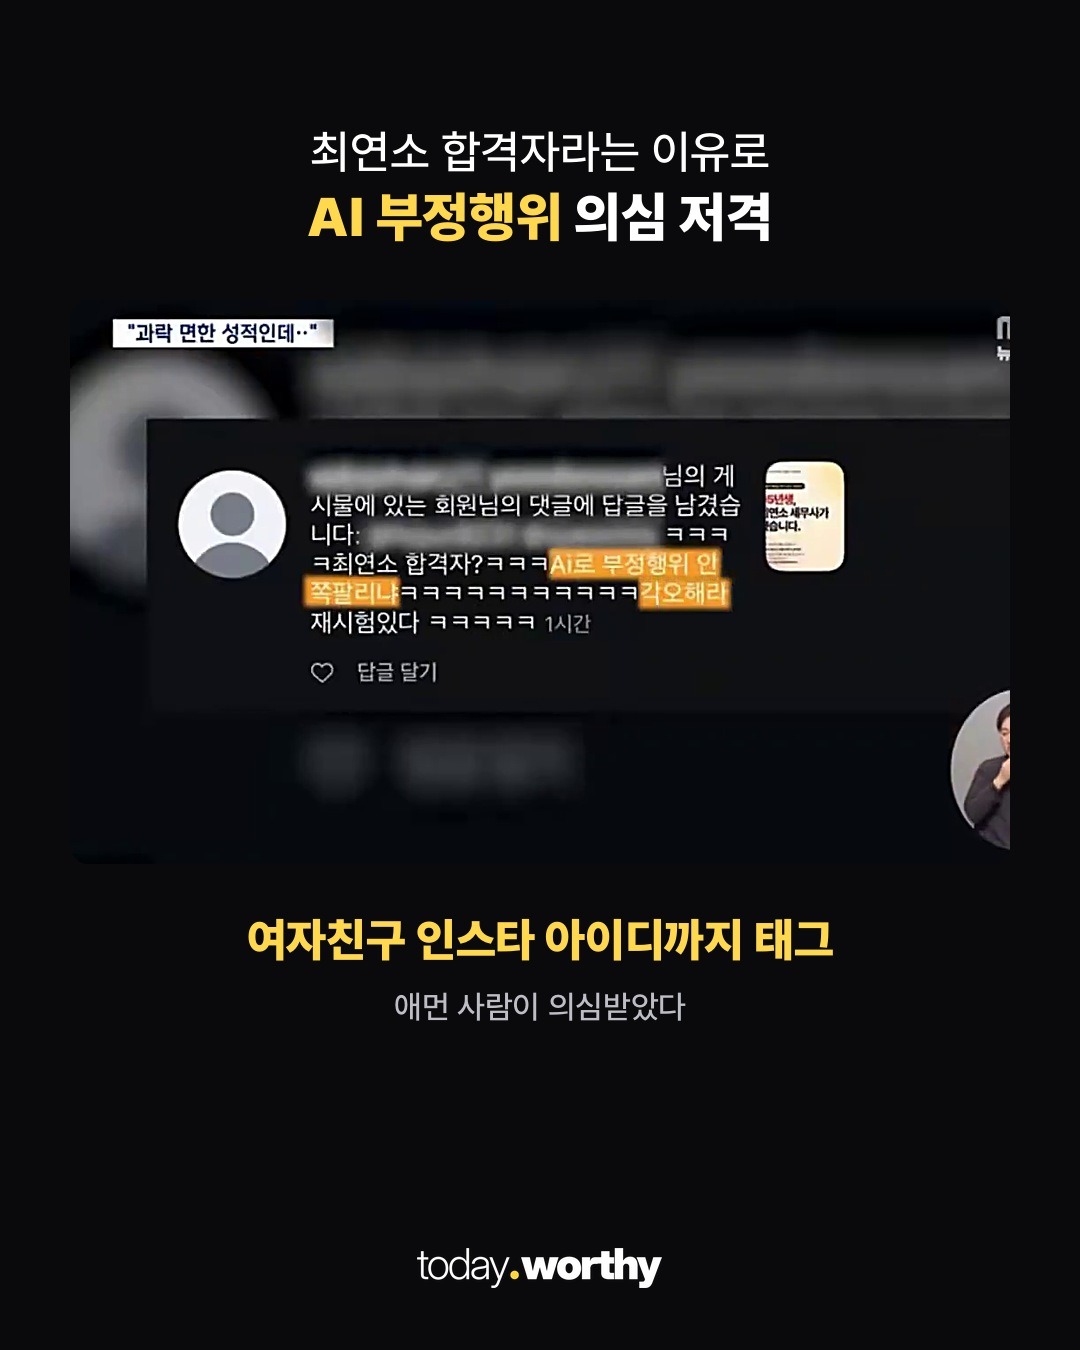 최연소 합격자라는 이유로
AI 부정행위 의심 저격
"과락 면한 성적인데··"
님의 게
시물에 있는 회원님의 댓글에 답글을 남겼습
니다: ㅋㅋㅋ
ㅋ최연소 합격자?ㅋㅋㅋAi로 부정행위 안
쪽팔리냐ㅋㅋㅋㅋㅋㅋㅋㅋㅋㅋㅋ각오해라
재시험있다 ㅋㅋㅋㅋㅋ 1시간
답글 달기
5년생,
연소 세무사가
습니다.
여자친구 인스타 아이디까지 태그
애먼 사람이 의심받았다
today.worthy